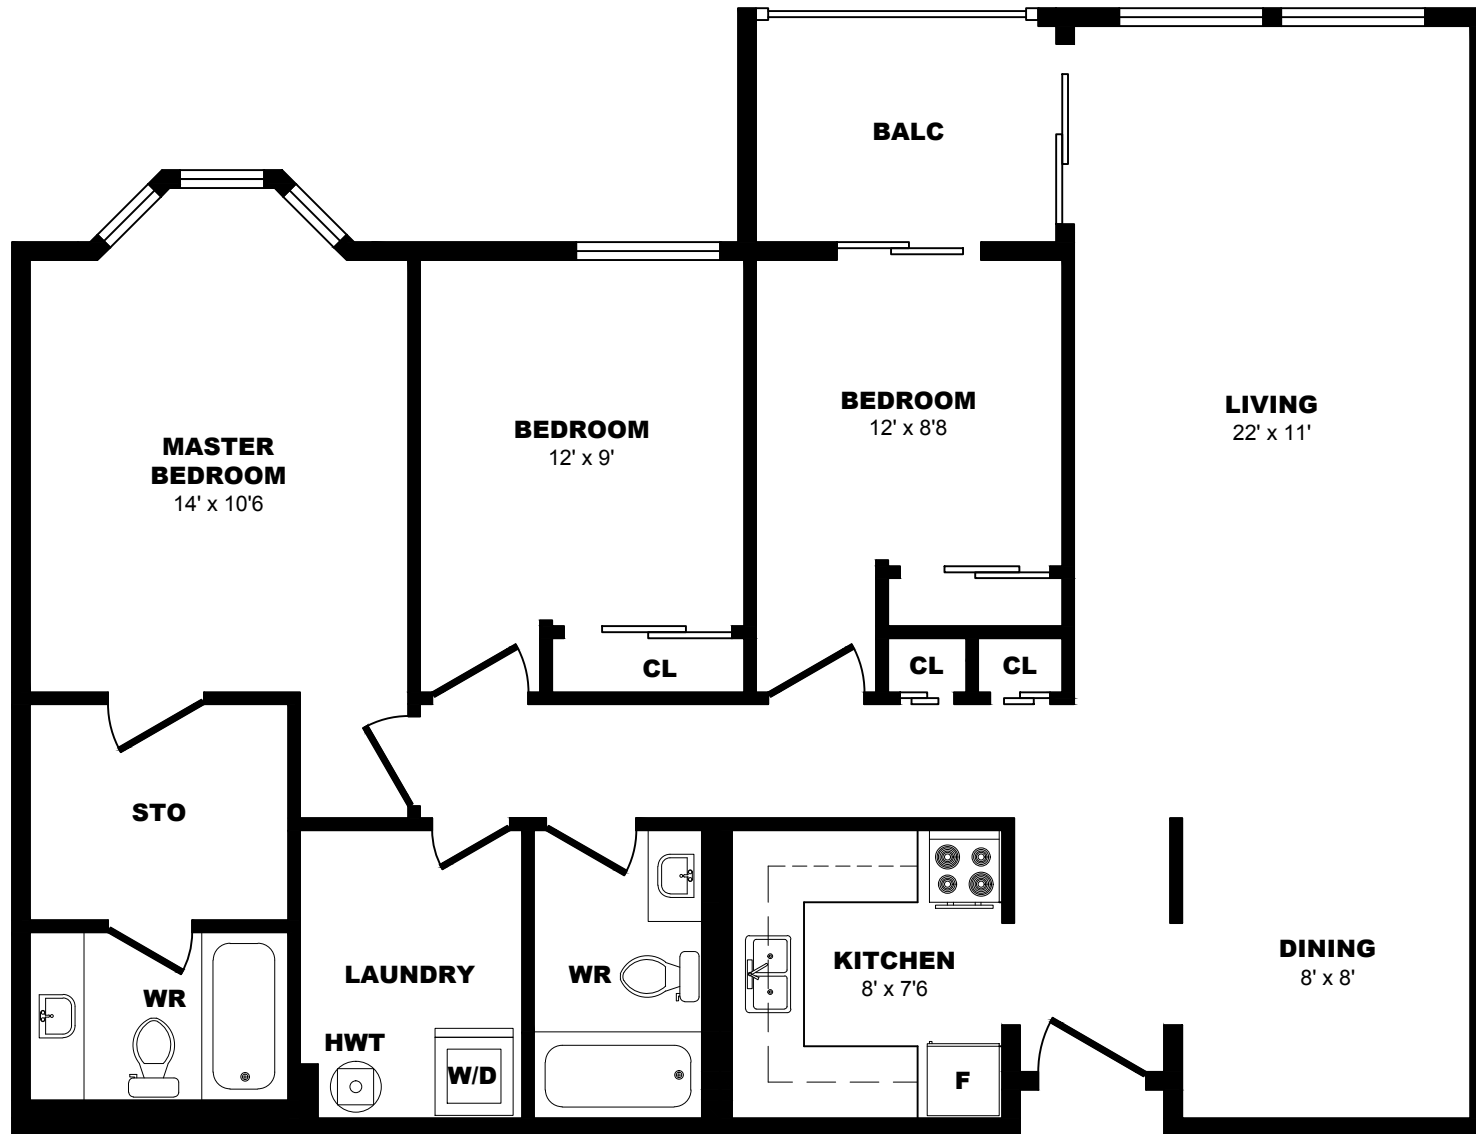 BALC
LIVING
22' x 11'
BEDROOM
12' x 8'8
BEDROOM
12' x 9'
MASTER
BEDROOM
14' x 10'6
CL
CL
CL
STO
DINING
8' x 8'
KITCHEN
8' x 7'6
LAUNDRY
WR
WR
HWT
W/D
F